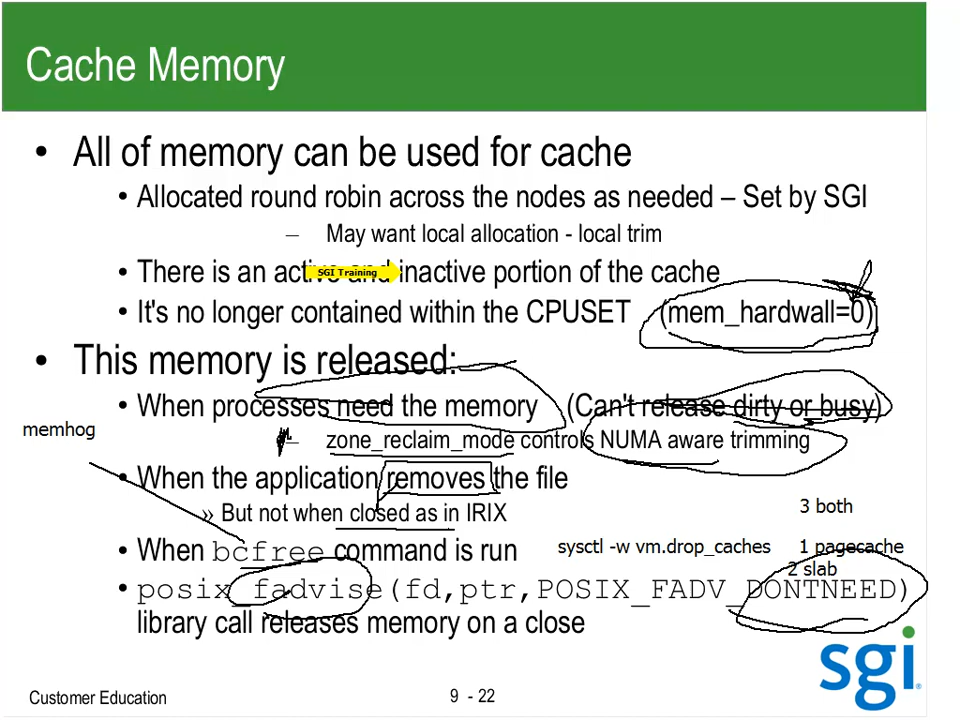 Cache Memory
• All of memory can be used for cache
• Allocated round robin across the nodes as needed – Set by SGI
– May want local allocation - local trim
• There is an active and inactive portion of the cache
SGI Training
• It's no longer contained within the CPUSET (mem_hardwall=0)
• This memory is released:
• When processes need the memory (Can't release dirty or busy)
memhog
– zone_reclaim_mode controls NUMA aware trimming
• When the application removes the file
3 both
» But not when closed as in IRIX
• When bcfree command is run
sysctl -w vm.drop_caches 1 pagecache
2 slab
• posix_fadvise(fd,ptr,POSIX_FADV_DONTNEED)
library call releases memory on a close
sgi
Customer Education
9 - 22